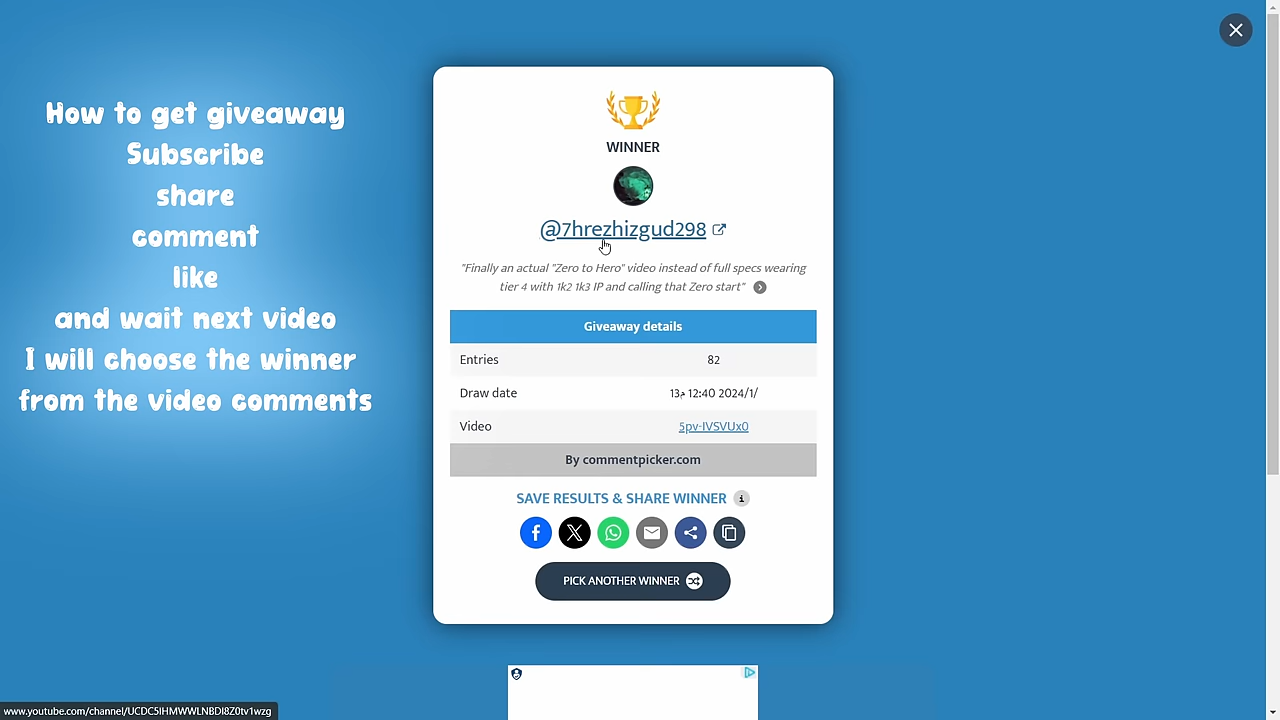 How to get giveaway
Subscribe
share
comment
like
and wait next video
I will choose the winner
from the video comments
WINNER
@7hrezhizgud298
"Finally an actual "Zero to Hero" video instead of full specs wearing
tier 4 with 1k2 1k3 IP and calling that Zero start"
Giveaway details
Entries 82
Draw date 13م 12:40 2024/1/
Video 5pv-IVSVUx0
By commentpicker.com
SAVE RESULTS & SHARE WINNER i
PICK ANOTHER WINNER
www.youtube.com/channel/UCDC5IHMWWLNBDI8Z0tv1wzg